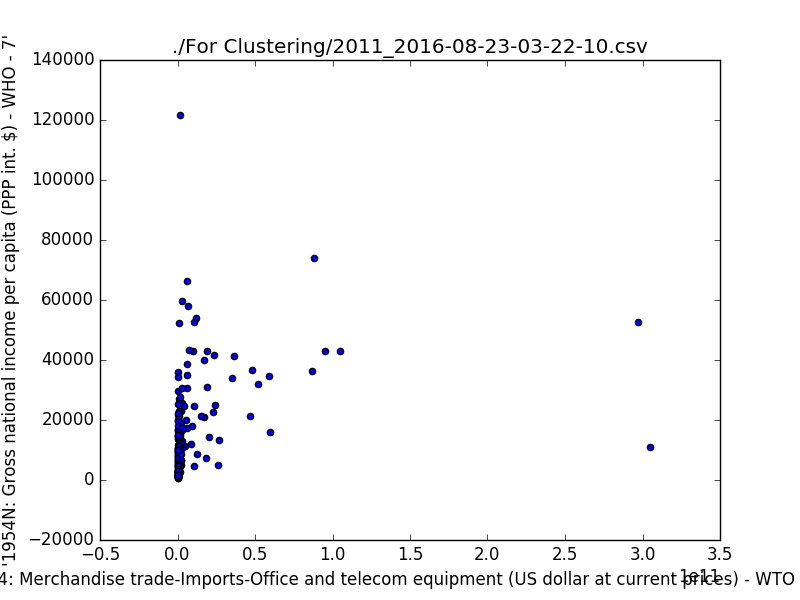 ./For Clustering/2011_2016-08-23-03-22-10.csv
140000
120000
100000
80000
60000
40000
20000
0
−20000
'1954N: Gross national income per capita (PPP int. $) - WHO - 7'
−0.5 0.0 0.5 1.0 1.5 2.0 2.5 3.0 3.5
1e11
4: Merchandise trade-Imports-Office and telecom equipment (US dollar at current prices) - WTO